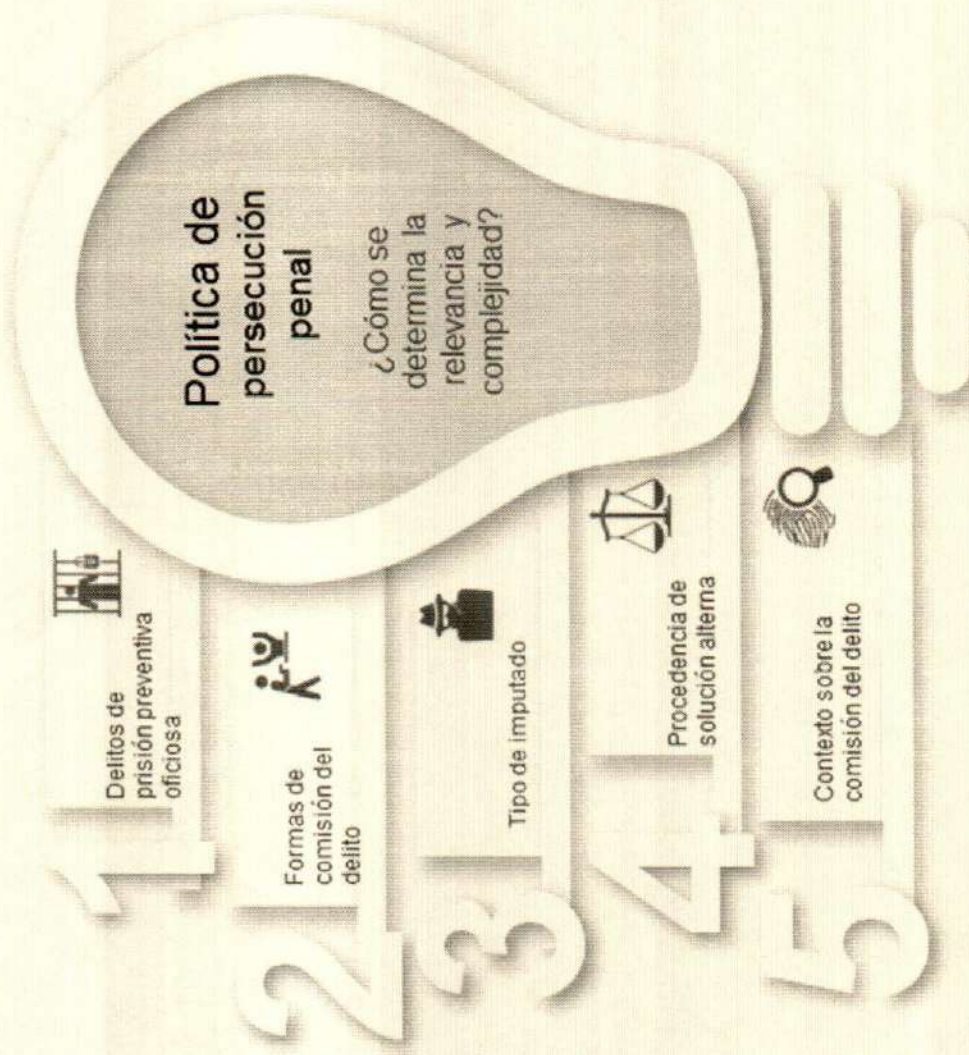 Política de
persecución
penal
¿Cómo se
determina la
relevancia y
complejidad?
1
Delitos de
prisión preventiva
oficiosa
2
Formas de
comisión del
delito
3
Tipo de imputado
4
Procedencia de
solución alterna
5
Contexto sobre la
comisión del delito